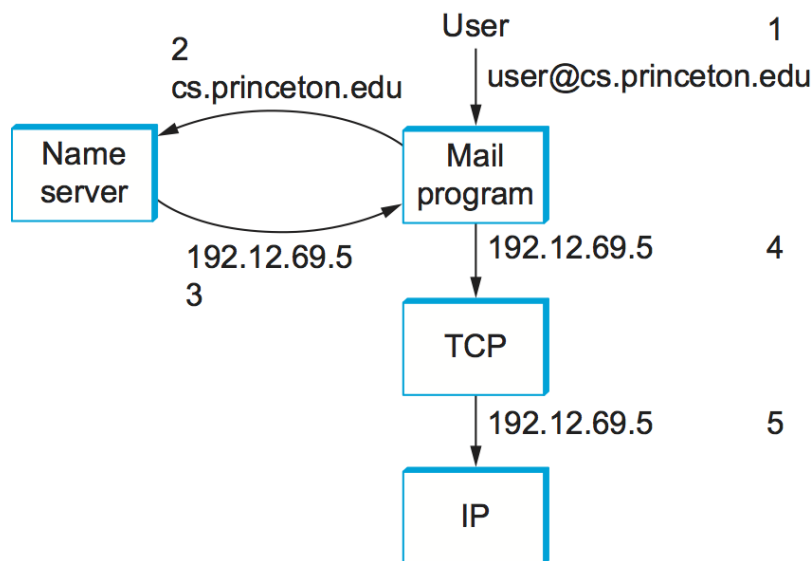 User
1
2
user@cs.princeton.edu
cs.princeton.edu
Name
server
Mail
program
192.12.69.5
3
192.12.69.5
4
TCP
192.12.69.5
5
IP